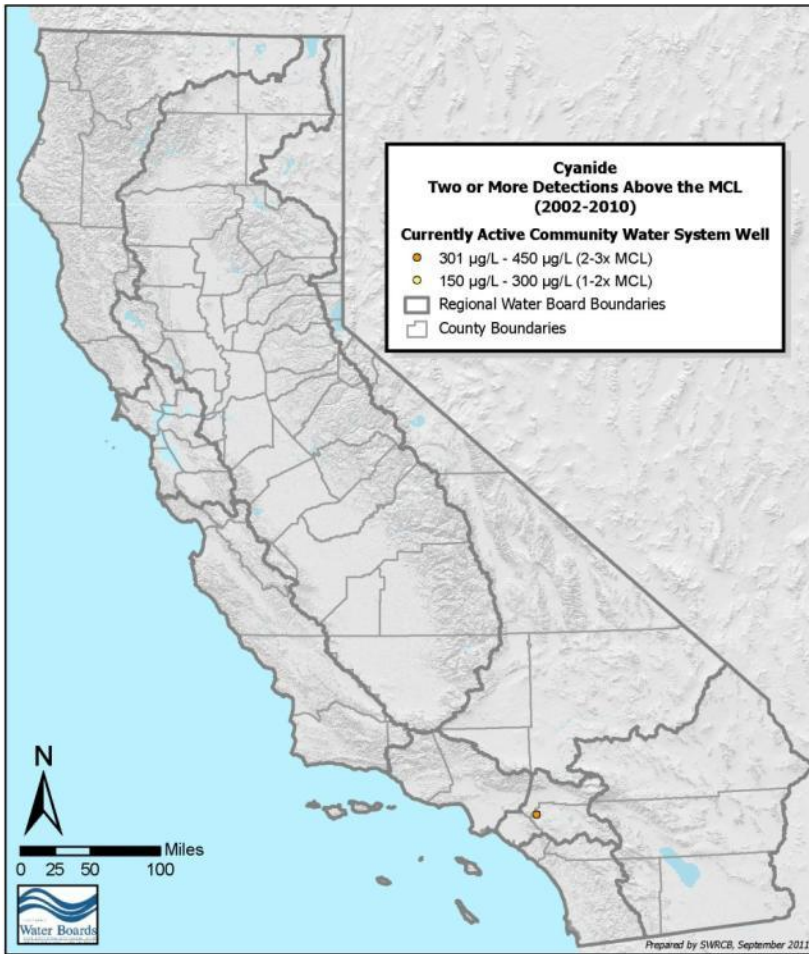 Cyanide
Two or More Detections Above the MCL
(2002-2010)
Currently Active Community Water System Well
301 µg/L - 450 µg/L (2-3x MCL)
150 µg/L - 300 µg/L (1-2x MCL)
Regional Water Board Boundaries
County Boundaries
N
Miles
0 25 50 100
Water Boards
Prepared by SWRCB, September 2011